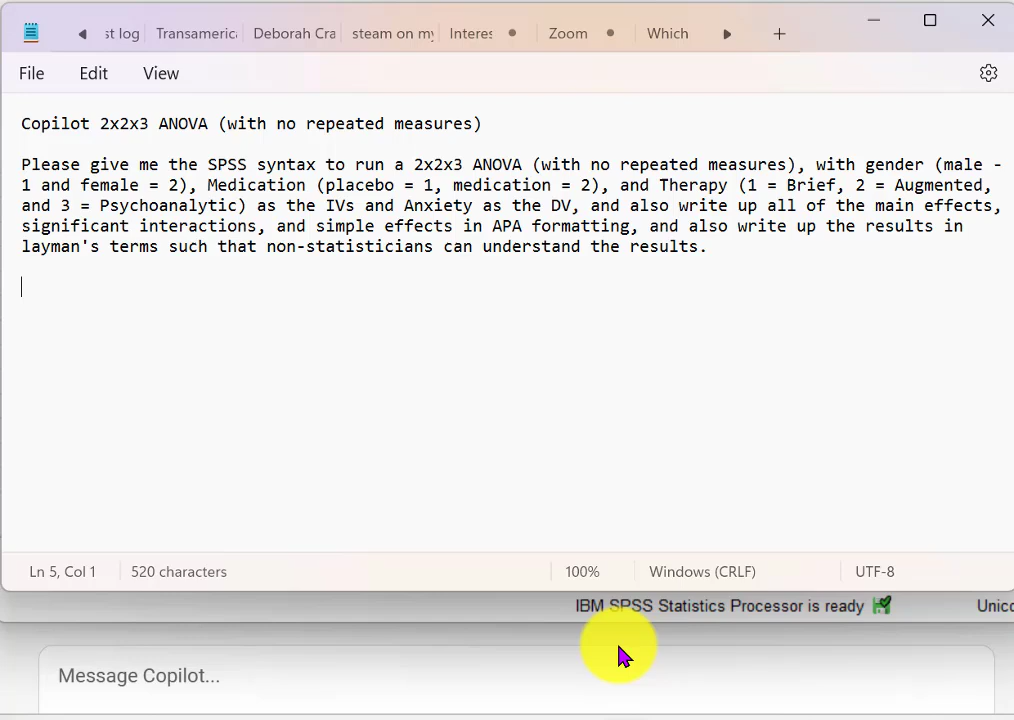 st log Transamerica Deborah Cra steam on my Interes Zoom Which
File Edit View
Copilot 2x2x3 ANOVA (with no repeated measures)
Please give me the SPSS syntax to run a 2x2x3 ANOVA (with no repeated measures), with gender (male -
1 and female = 2), Medication (placebo = 1, medication = 2), and Therapy (1 = Brief, 2 = Augmented,
and 3 = Psychoanalytic) as the IVs and Anxiety as the DV, and also write up all of the main effects,
significant interactions, and simple effects in APA formatting, and also write up the results in
layman's terms such that non-statisticians can understand the results.
Ln 5, Col 1 520 characters 100% Windows (CRLF) UTF-8
IBM SPSS Statistics Processor is ready Unico
Message Copilot...